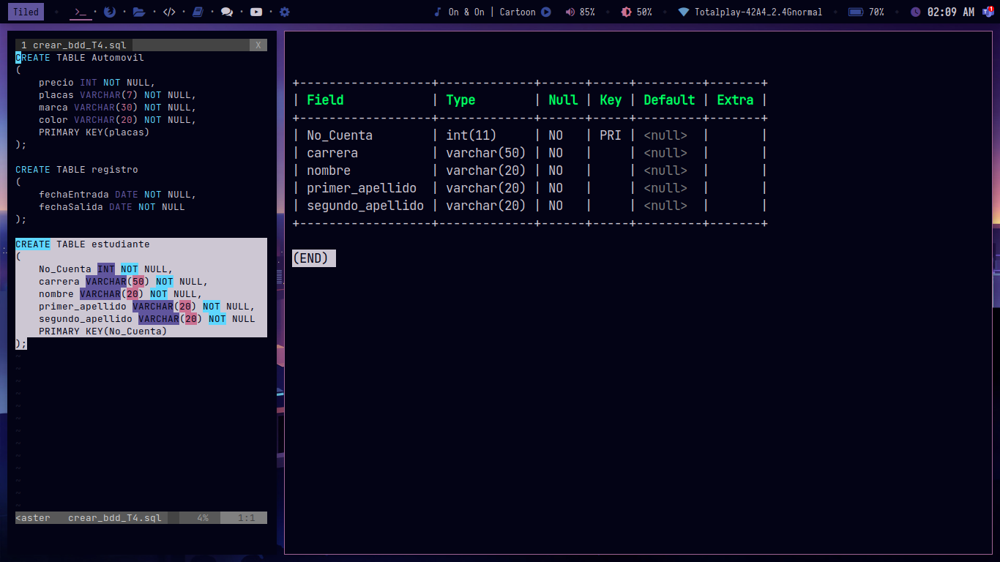 Tiled
On & On | Cartoon
85%
50%
Totalplay-42A4_2.4Gnormal
70%
02:09 AM
1
1 crear_bdd_T4.sql X
CREATE TABLE Automovil
(
precio INT NOT NULL,
placas VARCHAR(7) NOT NULL,
marca VARCHAR(30) NOT NULL,
color VARCHAR(20) NOT NULL,
PRIMARY KEY(placas)
);
CREATE TABLE registro
(
fechaEntrada DATE NOT NULL,
fechaSalida DATE NOT NULL
);
CREATE TABLE estudiante
(
No_Cuenta INT NOT NULL,
carrera VARCHAR(50) NOT NULL,
nombre VARCHAR(20) NOT NULL,
primer_apellido VARCHAR(20) NOT NULL,
segundo_apellido VARCHAR(20) NOT NULL
PRIMARY KEY(No_Cuenta)
);
<aster crear_bdd_T4.sql 4% 1:1
+------------------+-------------+------+-----+---------+-------+
| Field            | Type        | Null | Key | Default | Extra |
+------------------+-------------+------+-----+---------+-------+
| No_Cuenta        | int(11)     | NO   | PRI | <null>  |       |
| carrera          | varchar(50) | NO   |     | <null>  |       |
| nombre           | varchar(20) | NO   |     | <null>  |       |
| primer_apellido  | varchar(20) | NO   |     | <null>  |       |
| segundo_apellido | varchar(20) | NO   |     | <null>  |       |
+------------------+-------------+------+-----+---------+-------+
(END)